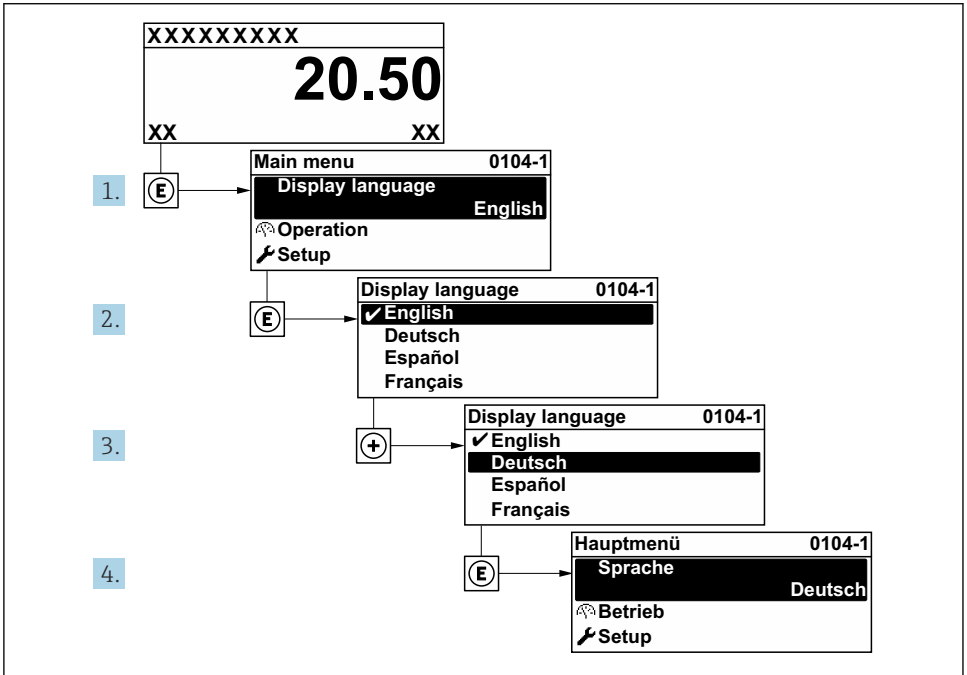 XXXXXXXXX
20.50
XX XX
1. E
Main menu 0104-1
Display language
English
Operation
Setup
2. E
Display language 0104-1
✔English
Deutsch
Español
Français
3. +
Display language 0104-1
✔English
Deutsch
Español
Français
4. E
Hauptmenü 0104-1
Sprache
Deutsch
Betrieb
Setup